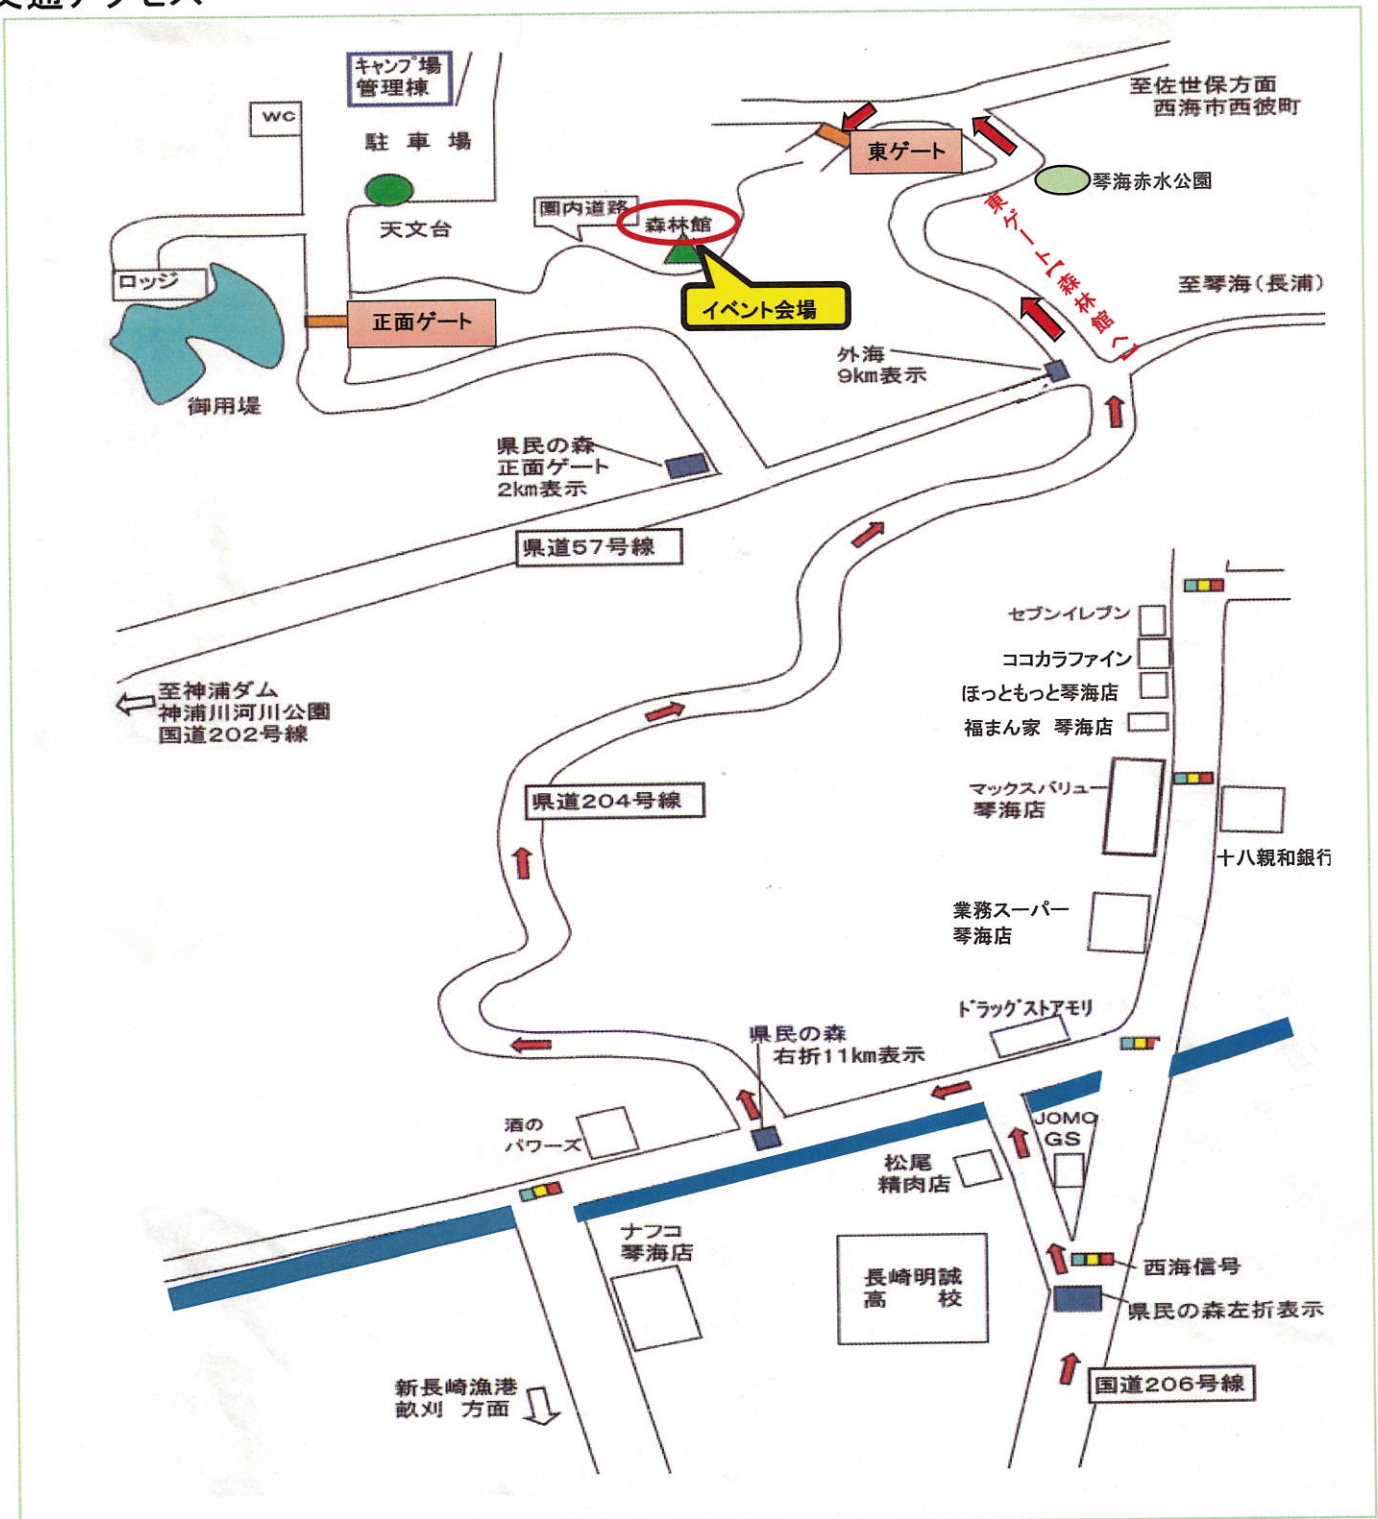 交通アクセス
キャンプ場
管理棟
WC
駐 車 場
天文台
園内道路
森林館
イベント会場
東ゲート
至佐世保方面
西海市西彼町
琴海赤水公園
東ゲート【森林館へ】
至琴海(長浦)
ロッジ
正面ゲート
御用堤
外海
9km表示
県民の森
正面ゲート
2km表示
県道57号線
至神浦ダム
神浦川河川公園
国道202号線
県道204号線
セブンイレブン
ココカラファイン
ほっともっと琴海店
福まん家 琴海店
マックスバリュー
琴海店
十八親和銀行
業務スーパー
琴海店
ドラッグストアモリ
県民の森
右折11km表示
酒の
パワーズ
JOMO
GS
松尾
精肉店
ナフコ
琴海店
長崎明誠
高 校
西海信号
県民の森左折表示
国道206号線
新長崎漁港
畝刈 方面